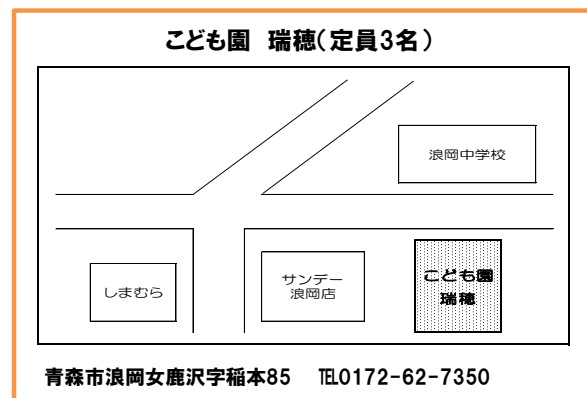 こども園 瑞穂(定員3名)
浪岡中学校
しまむら
サンデー
浪岡店
こども園
瑞穂
青森市浪岡女鹿沢字稲本85 ℡0172-62-7350